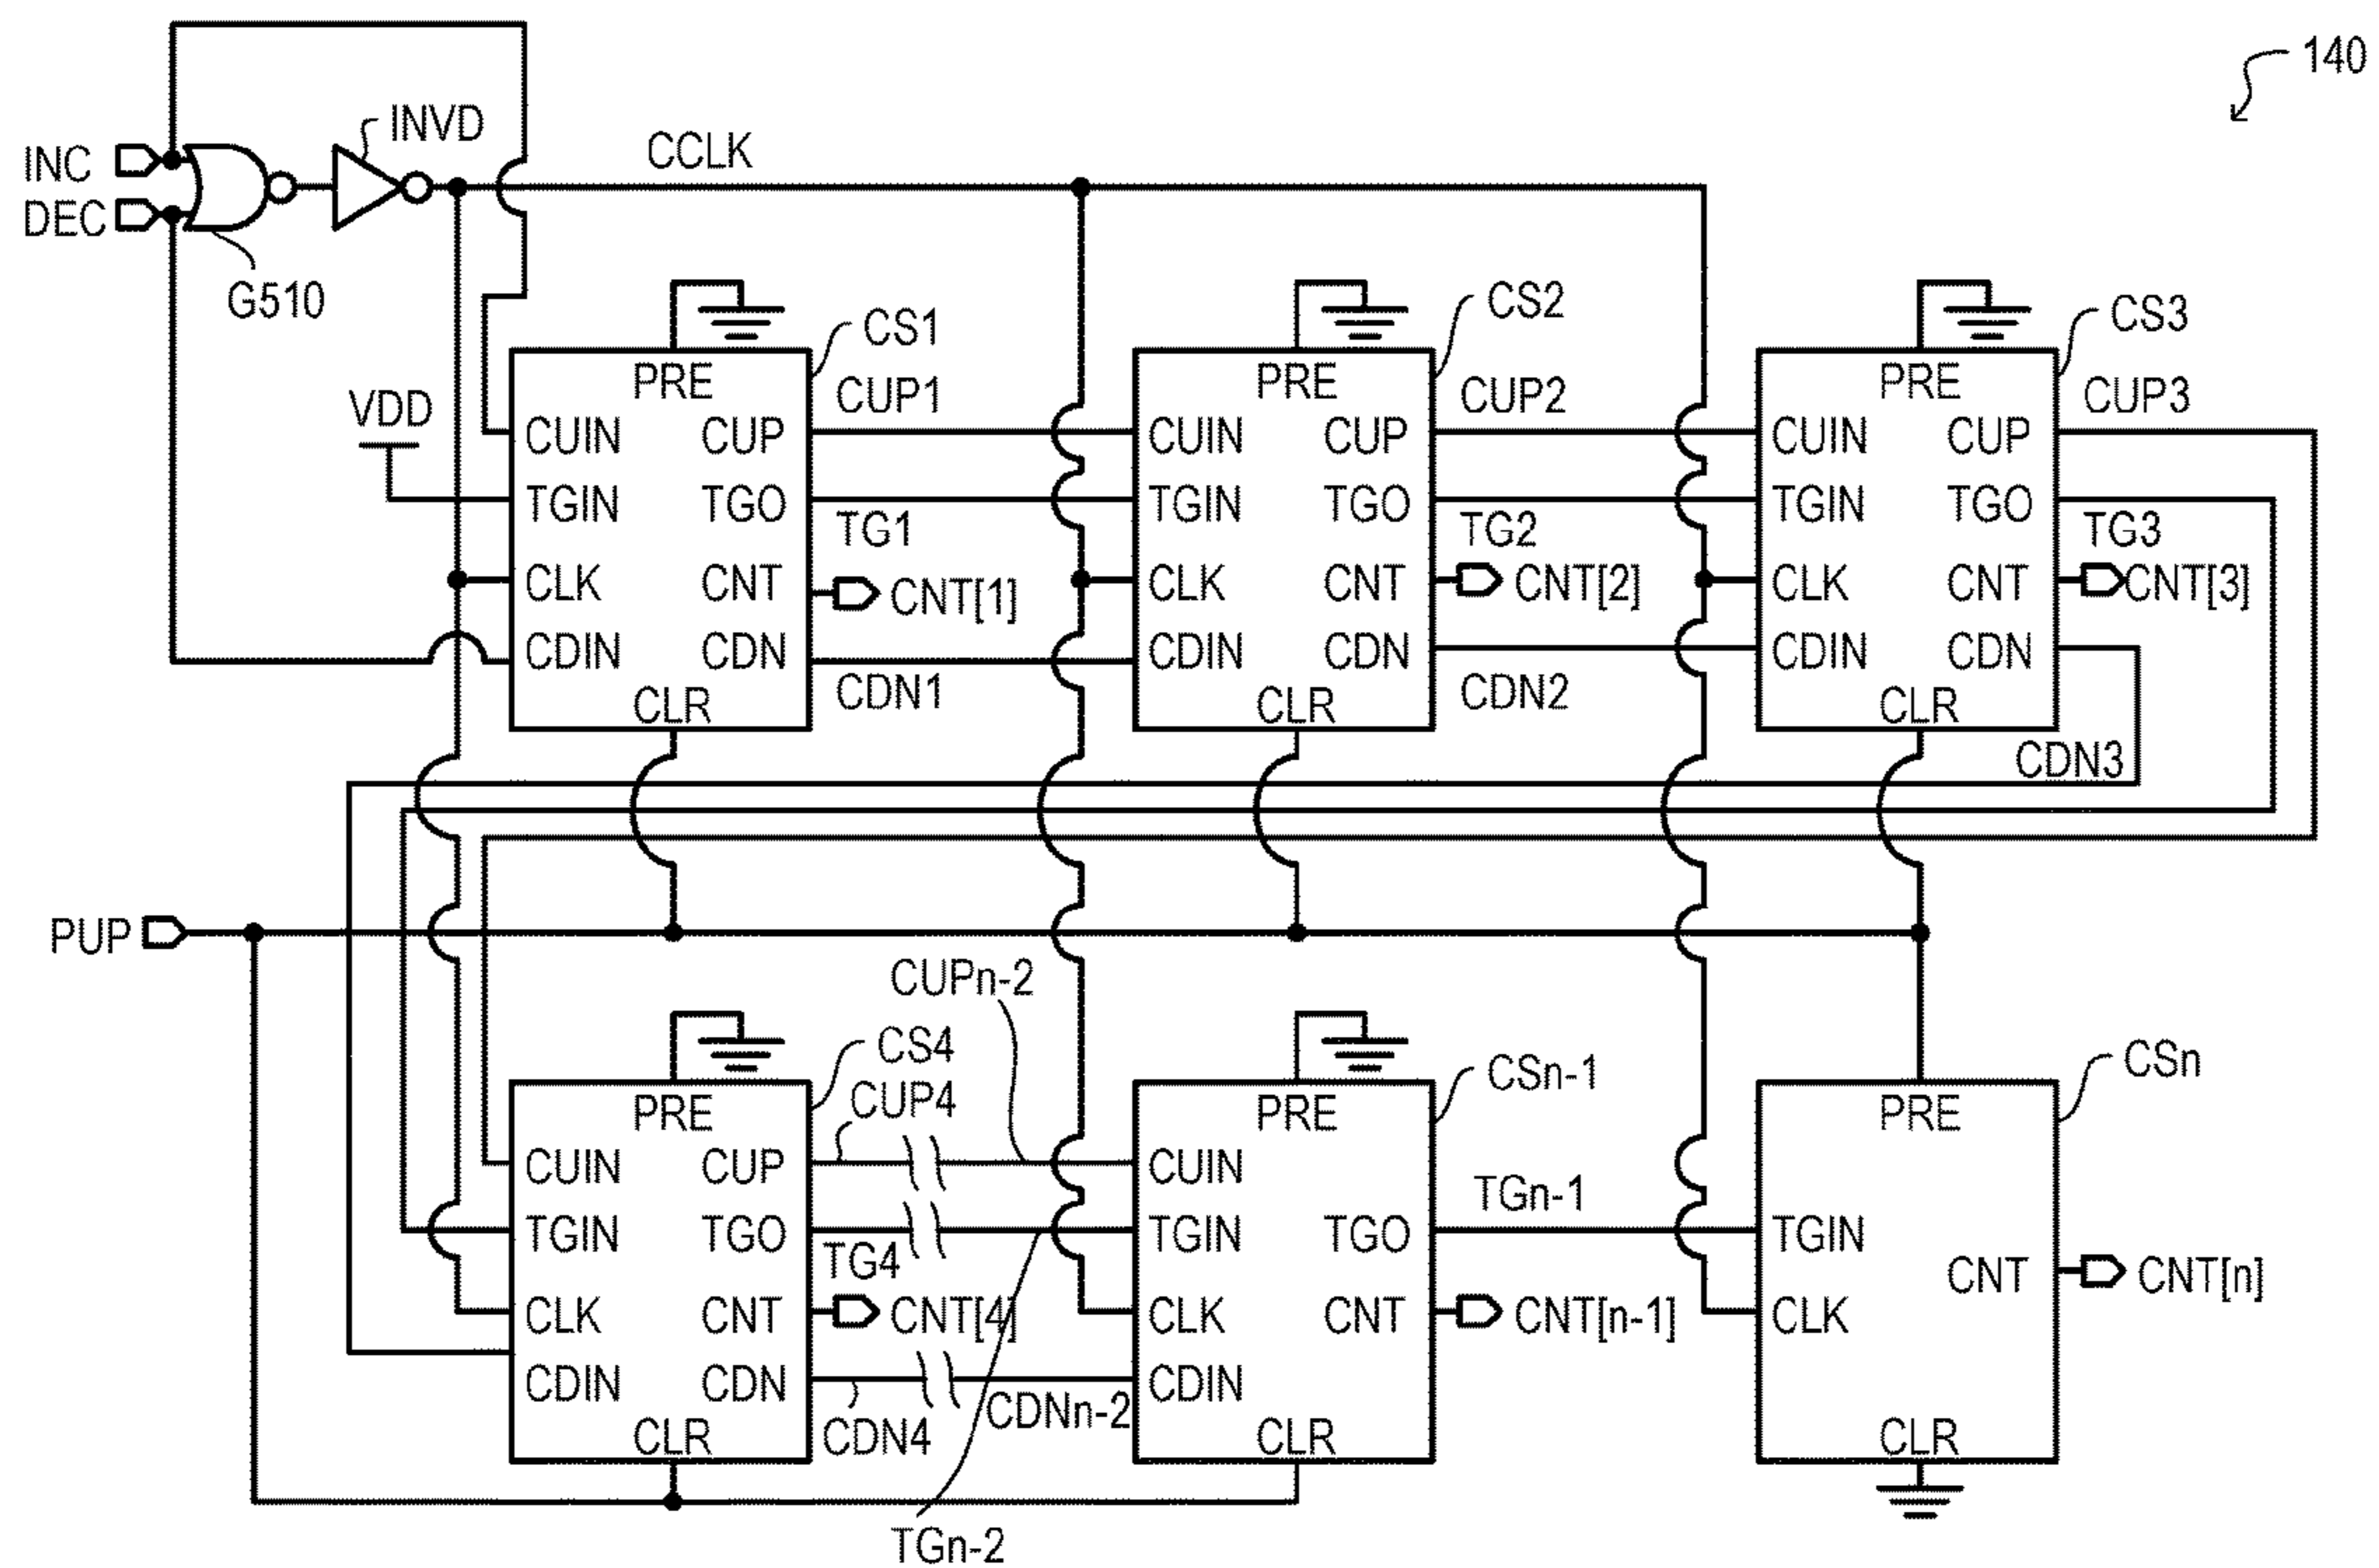 140
INVD
INC
CCLK
DEC
G510
CS1
CS2
CS3
PRE
PRE
PRE
VDD
CUP1
CUP2
CUP3
CUIN CUP
CUIN CUP
CUIN CUP
TGIN TGO
TGIN TGO
TGIN TGO
TG1
TG2
TG3
CLK CNT
CNT[1]
CLK CNT
CNT[2]
CLK CNT
CNT[3]
CDIN CDN
CDIN CDN
CDIN CDN
CDN1
CDN2
CLR
CLR
CLR
CDN3
PUP
CUPn-2
CS4
CSn-1
CSn
PRE
CUP4
PRE
PRE
CUIN CUP
CUIN
TGn-1
TGIN TGO
TGIN TGO
TGIN
TG4
CNT
CNT[n]
CLK CNT
CNT[4]
CLK CNT
CNT[n-1]
CLK
CDIN CDN
CDIN
CDN4
CDNn-2
CLR
CLR
CLR
TGn-2